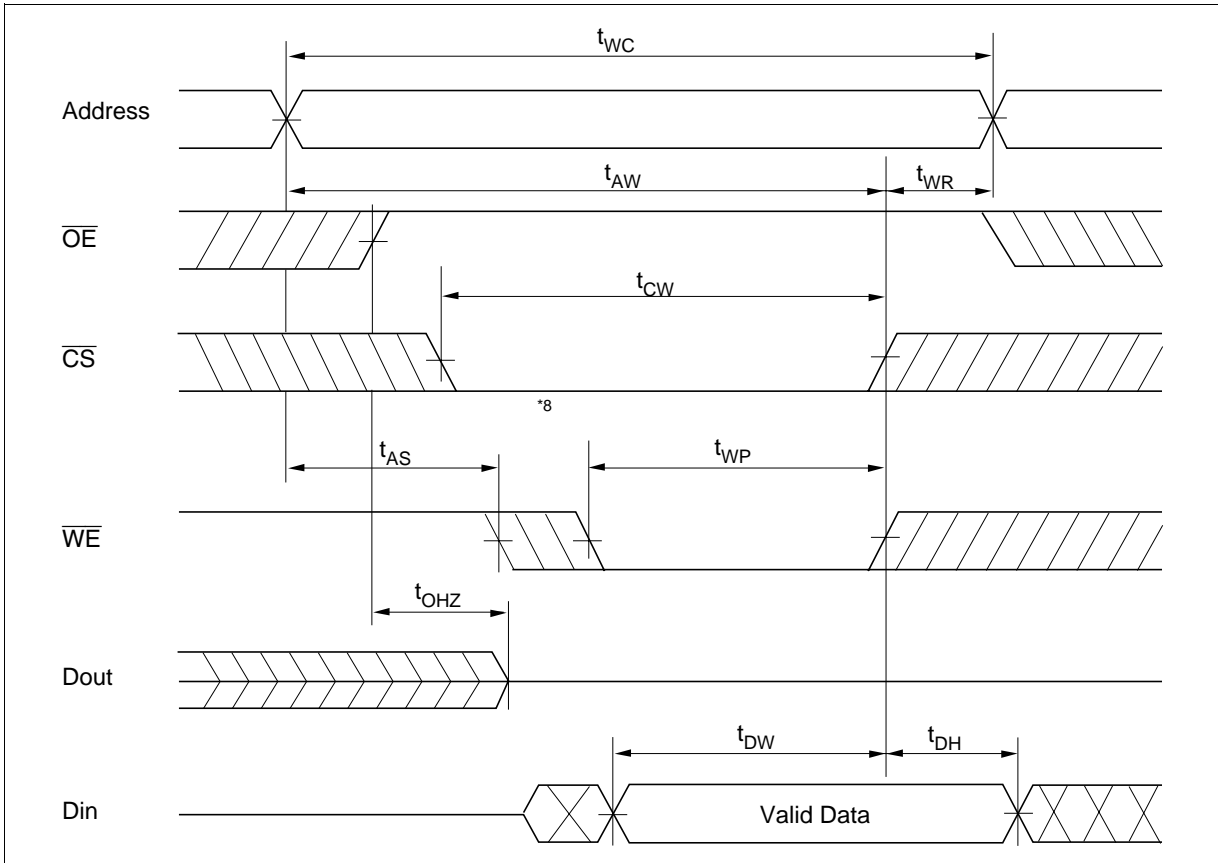 tWC
Address
tAW
tWR
OE
tCW
CS
*8
tAS
tWP
WE
tOHZ
Dout
tDW
tDH
Din
Valid Data